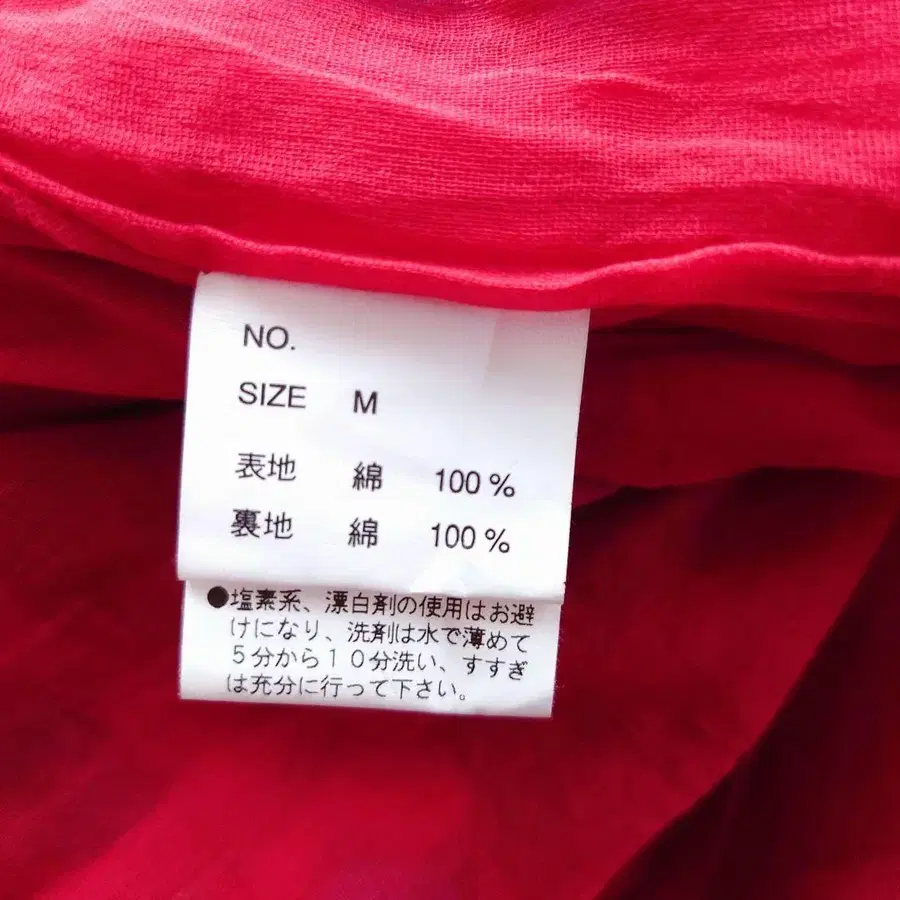 NO.
SIZE M
表地 綿 100%
裏地 綿 100%
●塩素系、漂白剤の使用はお避
けになり、洗剤は水で薄めて
5分から10分洗い、すすぎ
は充分に行って下さい。